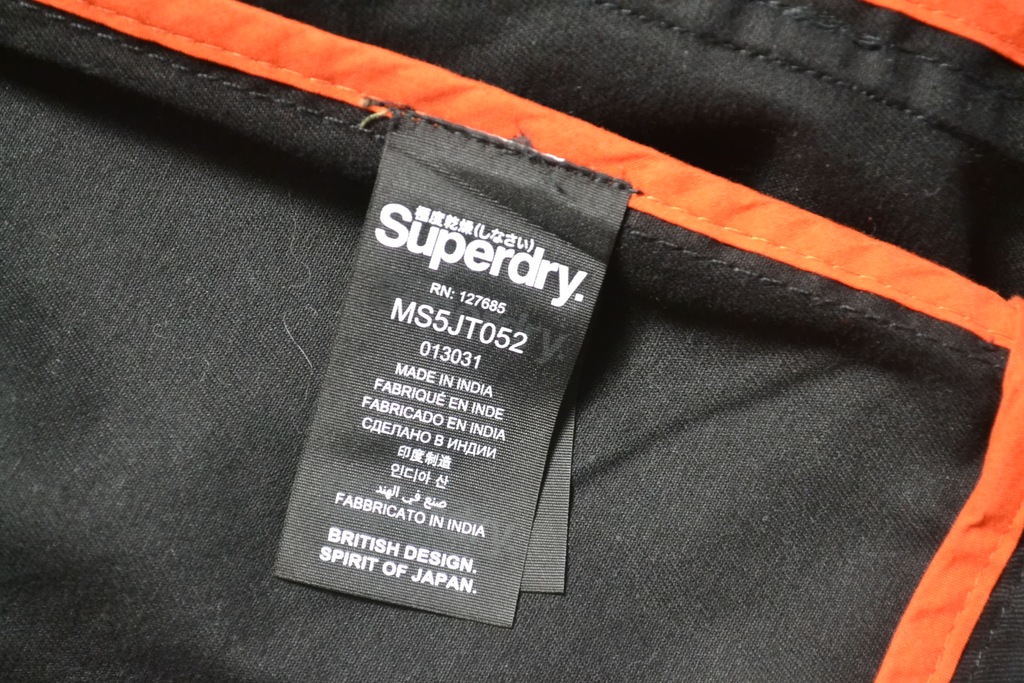 極度乾燥(しなさい)
Superdry.
RN: 127685
MS5JT052
013031
MADE IN INDIA
FABRIQUÉ EN INDE
FABRICADO EN INDIA
СДЕЛАНО В ИНДИИ
印度制造
인디아 산
صنع في الهند
FABBRICATO IN INDIA
BRITISH DESIGN.
SPIRIT OF JAPAN.